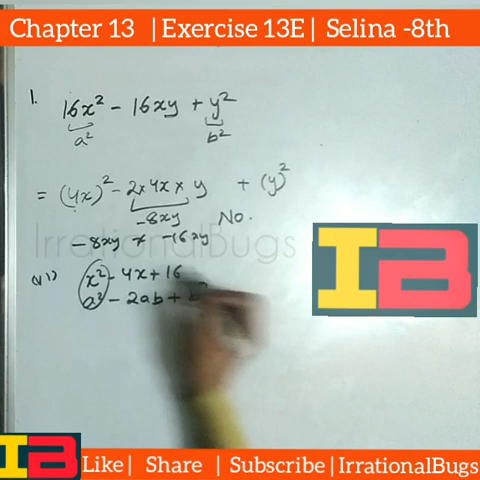 Chapter 13 | Exercise 13E | Selina -8th
1.
16x² - 16xy + y²
a² b²
= (4x)² - 2×4x × y + (y)²
-8xy No.
-8xy ≠ -16xy
IrrationalBugs
vi) x² - 4x + 16
a² - 2ab +
IB
IB Like | Share | Subscribe | IrrationalBugs